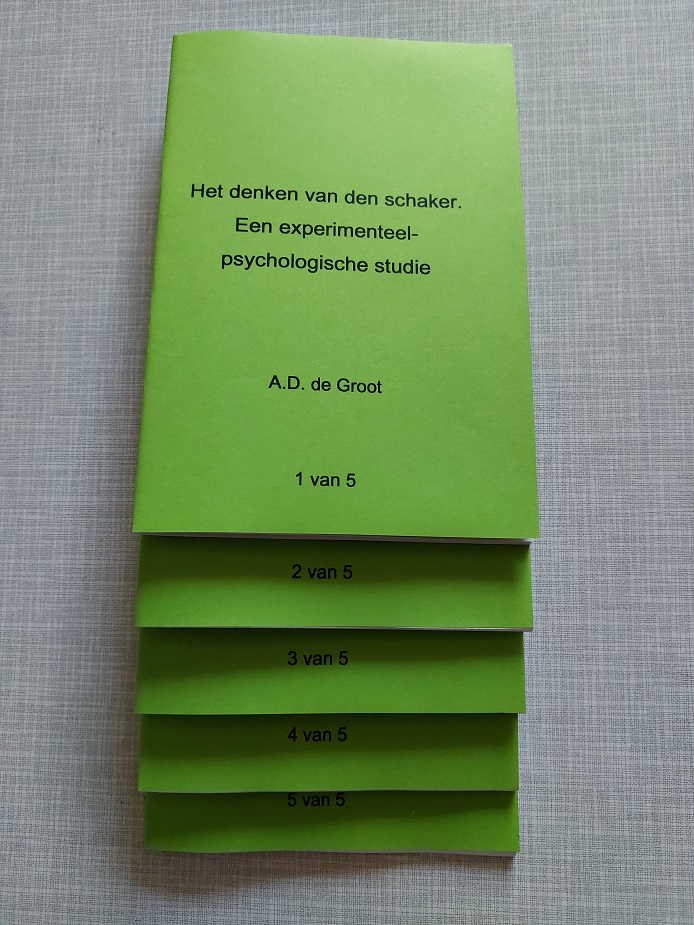 Het denken van den schaker.
Een experimenteel-
psychologische studie
A.D. de Groot
1 van 5
2 van 5
3 van 5
4 van 5
5 van 5